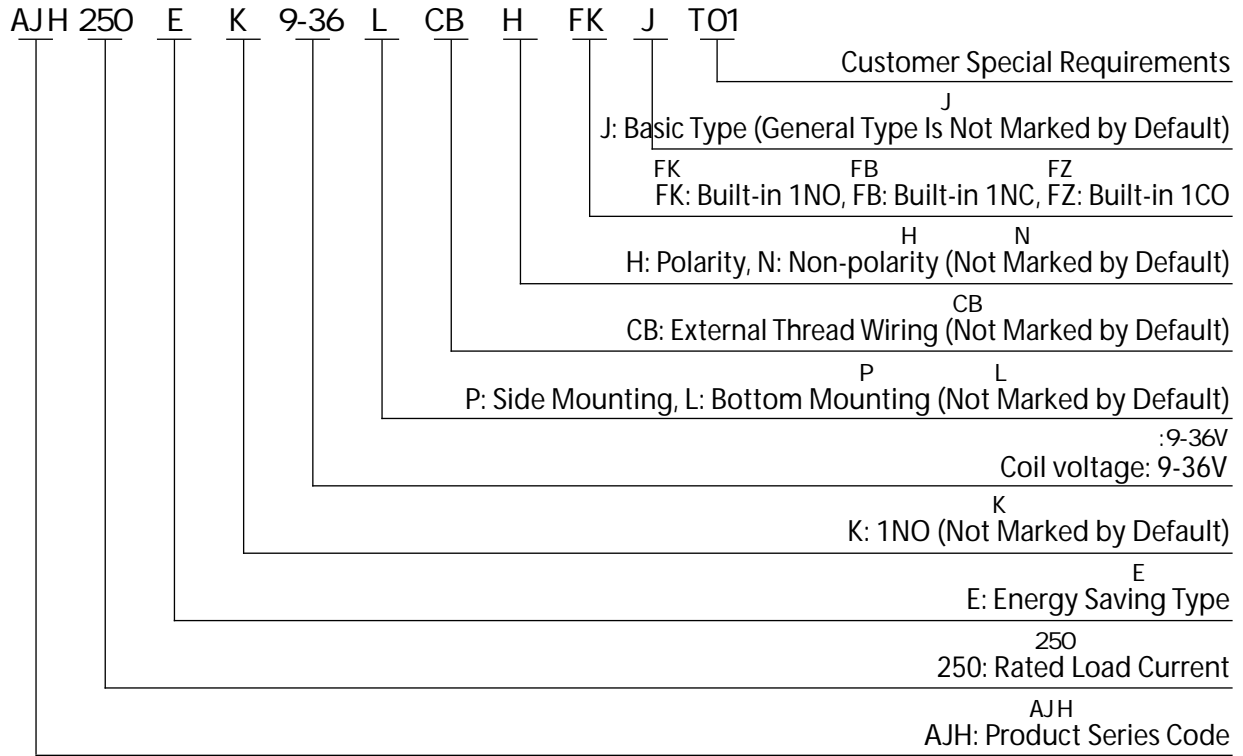 AJH 250 E K 9-36 L CB H FK J T01
Customer Special Requirements
J
J: Basic Type (General Type Is Not Marked by Default)
FK FB FZ
FK: Built-in 1NO, FB: Built-in 1NC, FZ: Built-in 1CO
H N
H: Polarity, N: Non-polarity (Not Marked by Default)
CB
CB: External Thread Wiring (Not Marked by Default)
P L
P: Side Mounting, L: Bottom Mounting (Not Marked by Default)
:9-36V
Coil voltage: 9-36V
K
K: 1NO (Not Marked by Default)
E
E: Energy Saving Type
250
250: Rated Load Current
AJH
AJH: Product Series Code